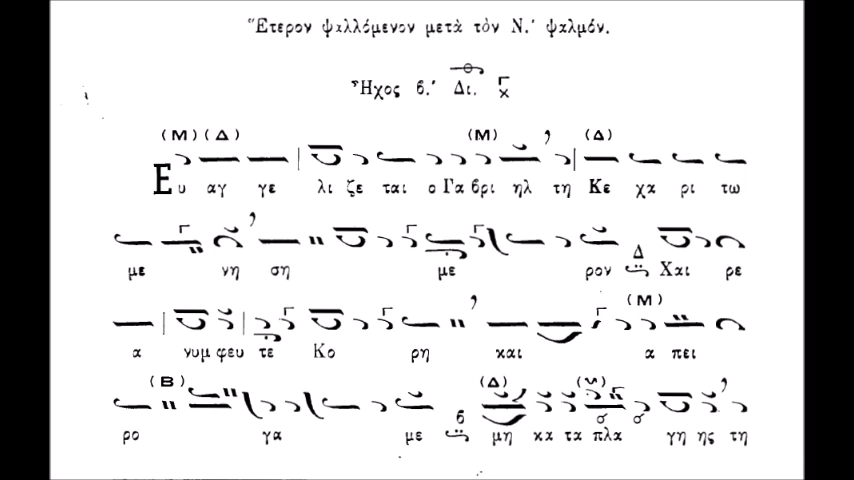 Ἕτερον ψαλλόμενον μετὰ τὸν Ν.′ ψαλμόν.
Ἦχος β.′ Δι.
(Μ) (Δ) (Μ) (Δ)
Ευ αγ γε λι ζε ται ο Γα βρι ηλ τη Κε χα ρι τω
με νη ση με ρον Δ Χαι ρε
(Μ)
α νυμ φευ τε Κο ρη και α πει
(Β) (Δ) (Μ)
ρο γα με β μη κα τα πλα γη ης τη